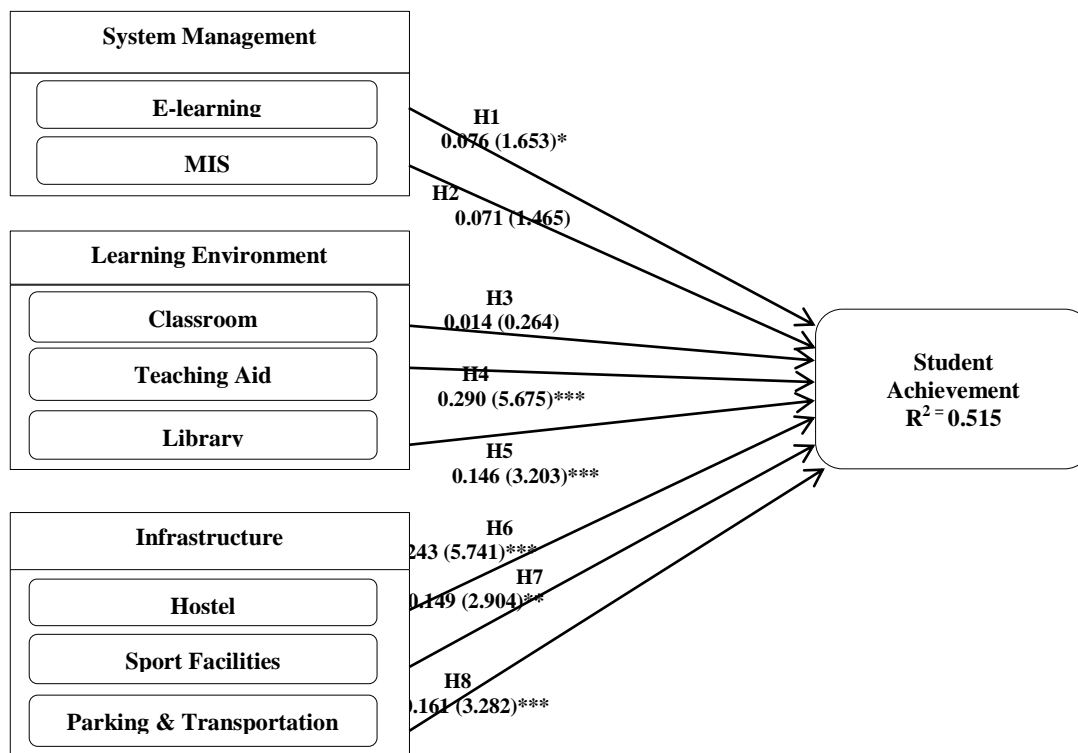 System Management
E-learning
MIS
H1
0.076 (1.653)*
H2
0.071 (1.465)
Learning Environment
Classroom
Teaching Aid
Library
H3
0.014 (0.264)
H4
0.290 (5.675)***
H5
0.146 (3.203)***
Student
Achievement
R² = 0.515
Infrastructure
Hostel
Sport Facilities
Parking & Transportation
H6
243 (5.741)***
H7
0.149 (2.904)**
H8
0.161 (3.282)***